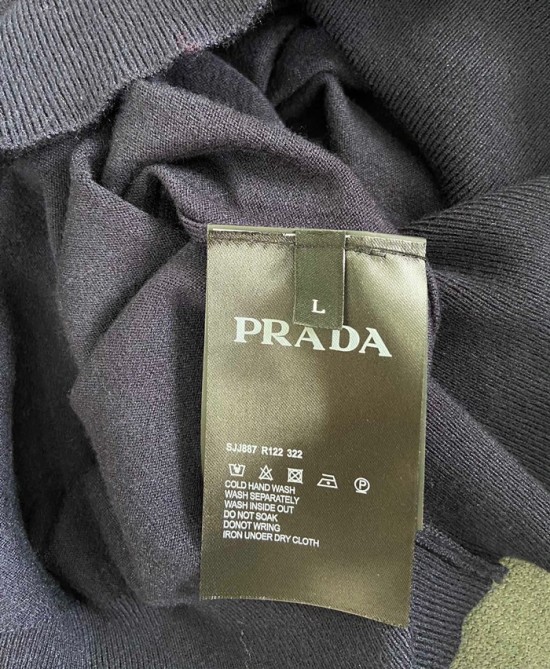 L
PRADA
SJJ887 R122 322
P
COLD HAND WASH
WASH SEPARATELY
WASH INSIDE OUT
DO NOT SOAK
DONOT WRING
IRON UNOER DRY CLOTH